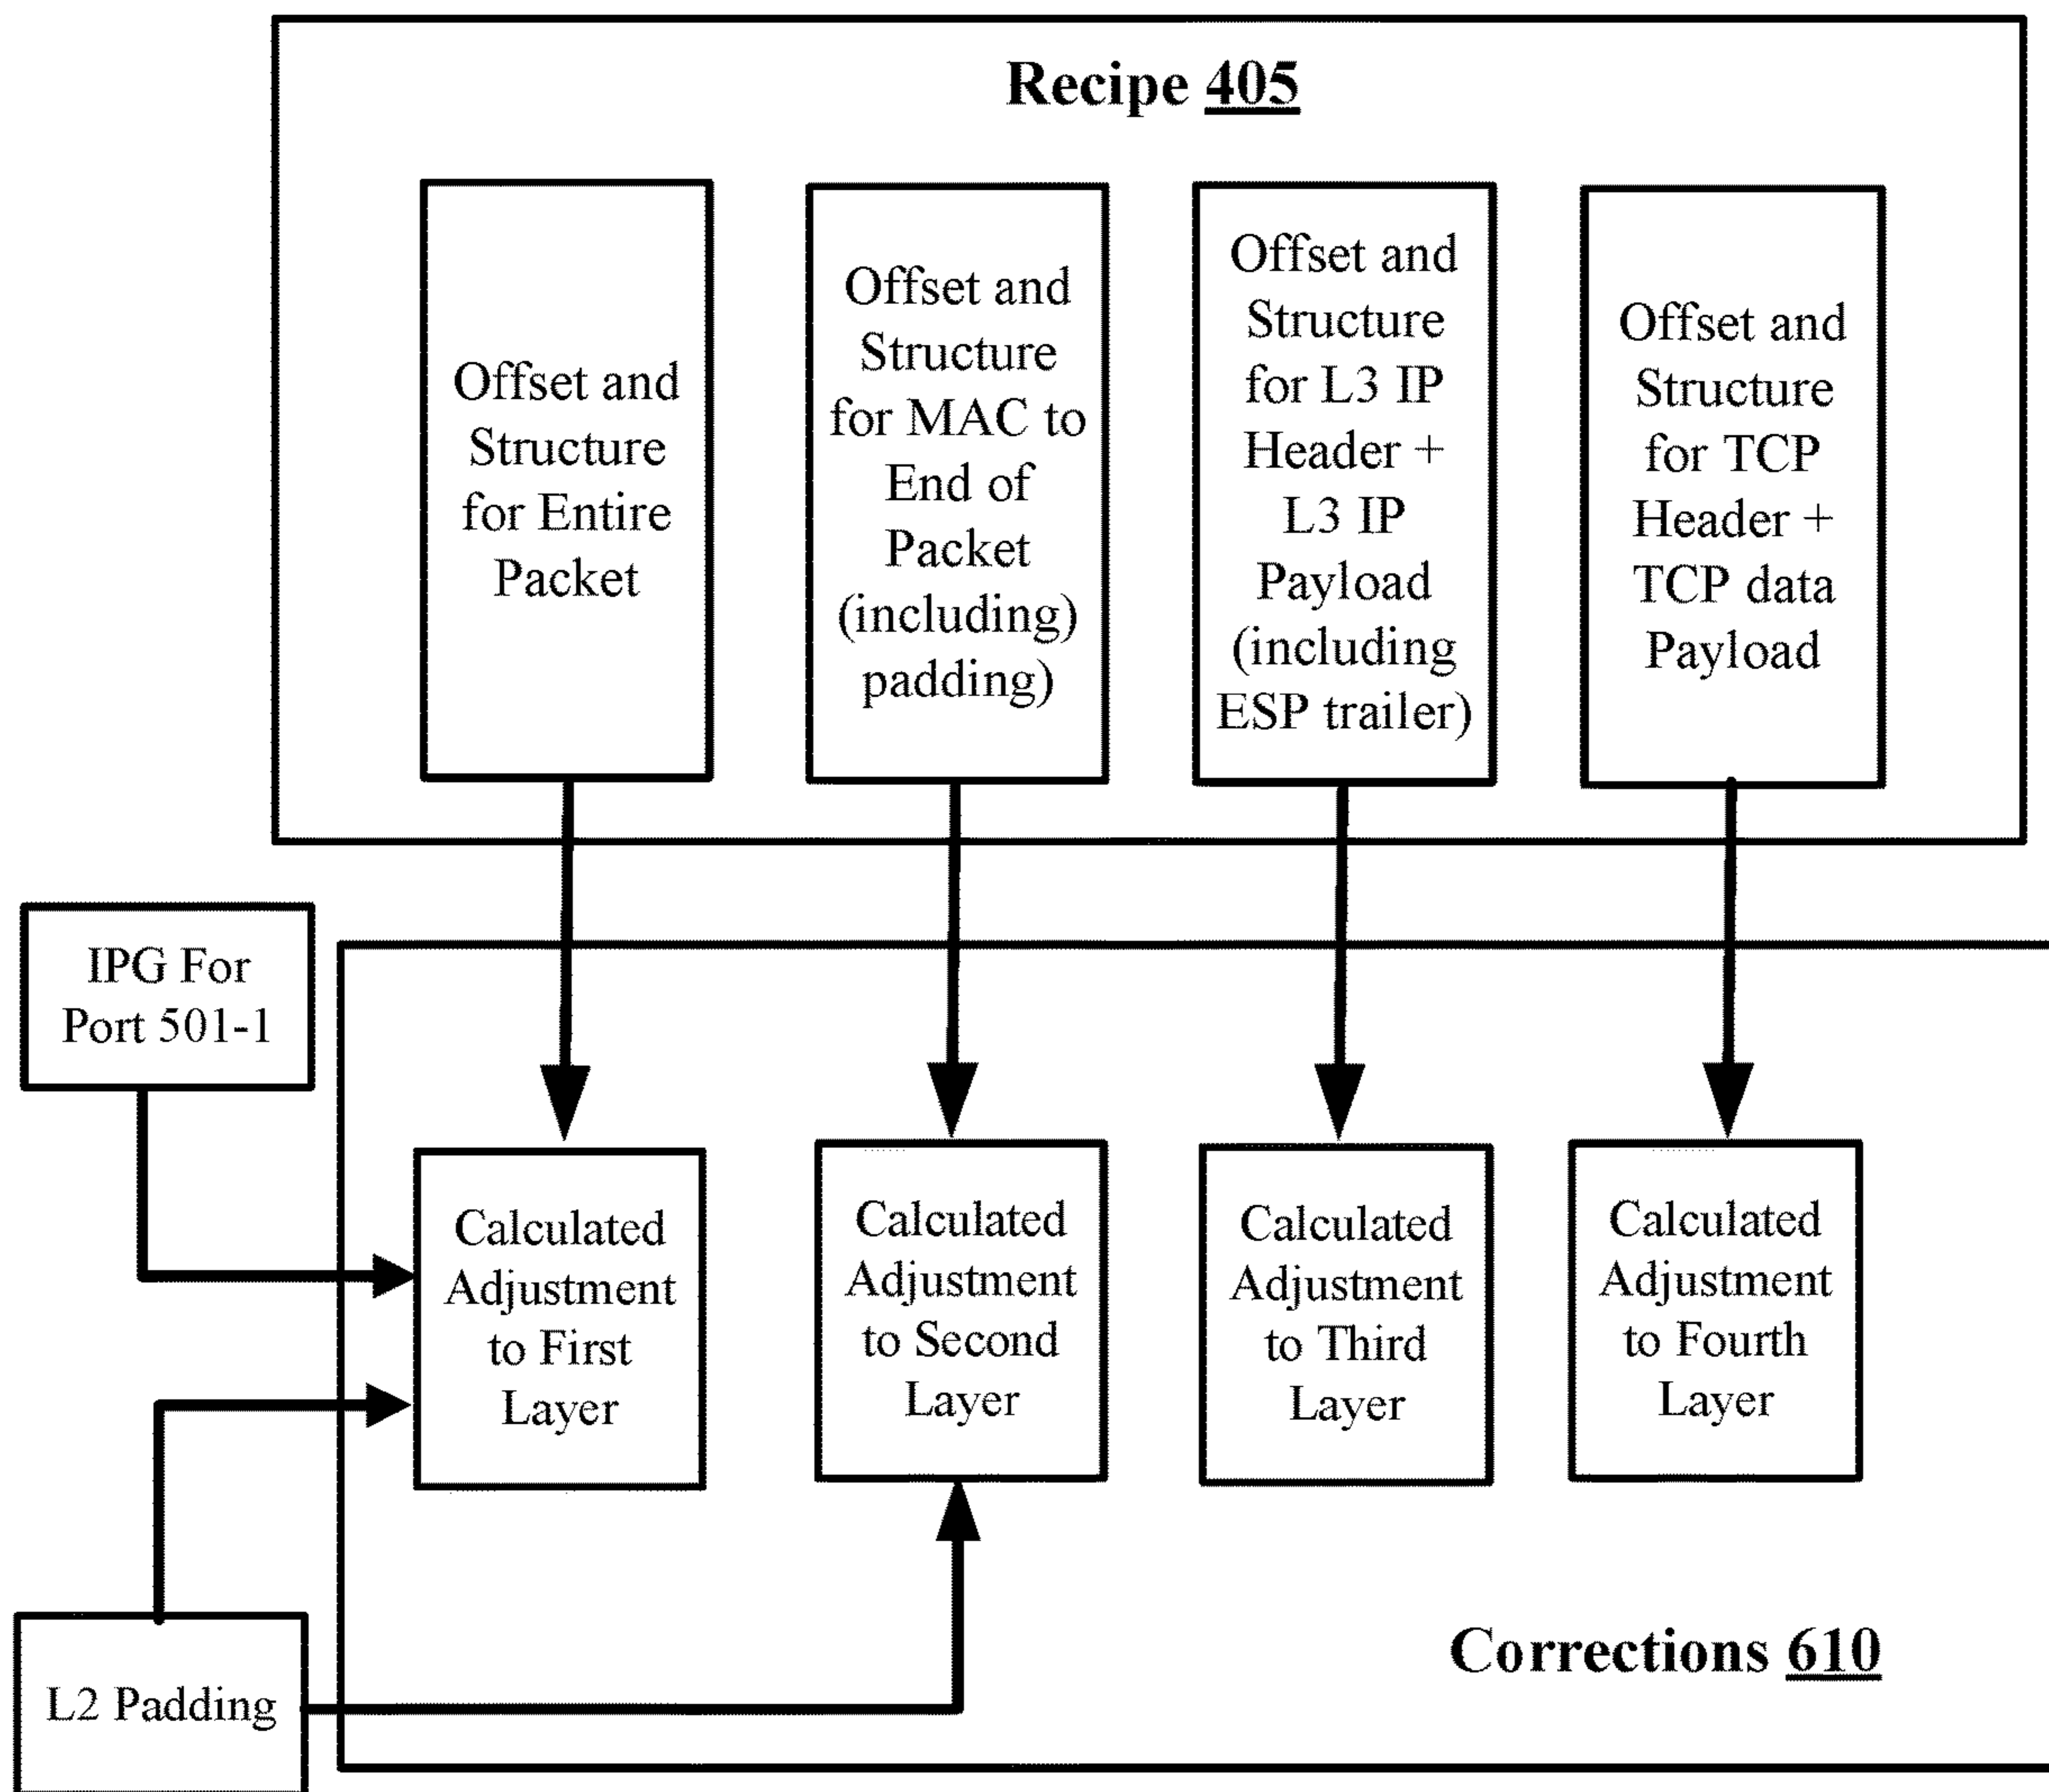 Recipe 405
Offset and
Structure
for Entire
Packet
Offset and
Structure
for MAC to
End of
Packet
(including)
padding)
Offset and
Structure
for L3 IP
Header +
L3 IP
Payload
(including
ESP trailer)
Offset and
Structure
for TCP
Header +
TCP data
Payload
IPG For
Port 501-1
Calculated
Adjustment
to First
Layer
Calculated
Adjustment
to Second
Layer
Calculated
Adjustment
to Third
Layer
Calculated
Adjustment
to Fourth
Layer
L2 Padding
Corrections 610